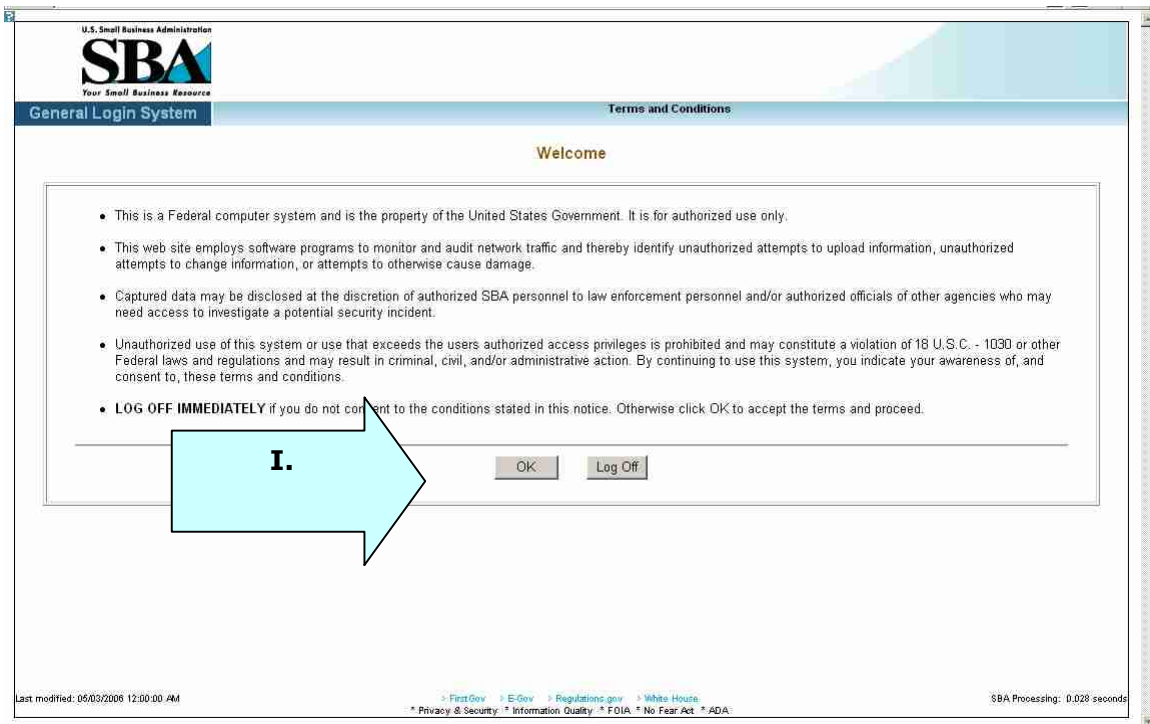 U.S. Small Business Administration
SBA
Your Small Business Resource
General Login System
Terms and Conditions
Welcome
• This is a Federal computer system and is the property of the United States Government. It is for authorized use only.
• This web site employs software programs to monitor and audit network traffic and thereby identify unauthorized attempts to upload information, unauthorized
attempts to change information, or attempts to otherwise cause damage.
• Captured data may be disclosed at the discretion of authorized SBA personnel to law enforcement personnel and/or authorized officials of other agencies who may
need access to investigate a potential security incident.
• Unauthorized use of this system or use that exceeds the users authorized access privileges is prohibited and may constitute a violation of 18 U.S.C. - 1030 or other
Federal laws and regulations and may result in criminal, civil, and/or administrative action. By continuing to use this system, you indicate your awareness of, and
consent to, these terms and conditions.
• LOG OFF IMMEDIATELY if you do not consent to the conditions stated in this notice. Otherwise click OK to accept the terms and proceed.
I.
OK Log Off
Last modified: 05/03/2006 12:00:00 AM
> FirstGov > E-Gov > Regulations.gov > White House
* Privacy & Security * Information Quality * FOIA * No Fear Act * ADA
SBA Processing: 0.028 seconds